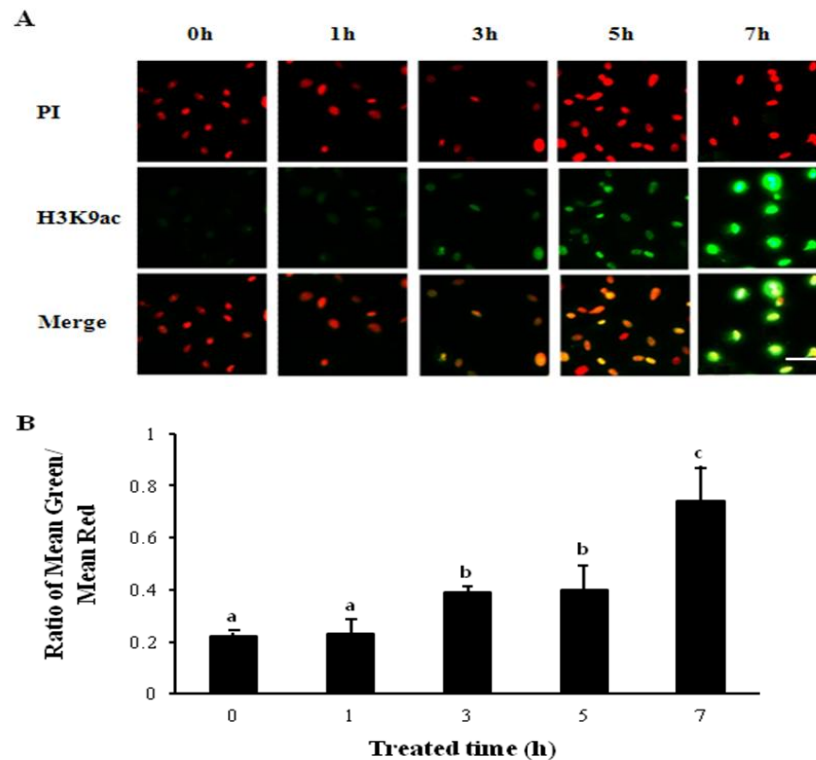 A
0h 1h 3h 5h 7h
PI
H3K9ac
Merge
B
Ratio of Mean Green/
Mean Red
1
0.8
0.6
0.4
0.2
0
a a b b c
0 1 3 5 7
Treated time (h)